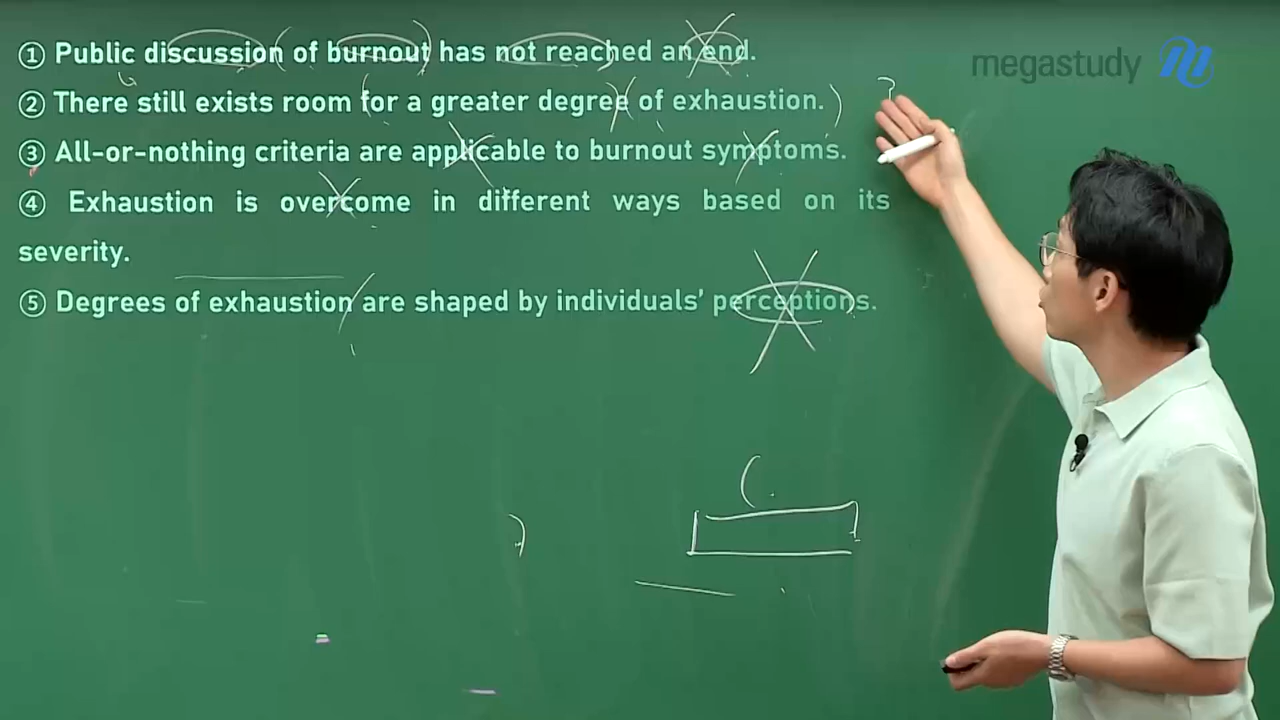 ① Public discussion of burnout has not reached an end.
megastudy
② There still exists room for a greater degree of exhaustion.
?
③ All-or-nothing criteria are applicable to burnout symptoms.
④ Exhaustion is overcome in different ways based on its
severity.
⑤ Degrees of exhaustion are shaped by individuals' perceptions.